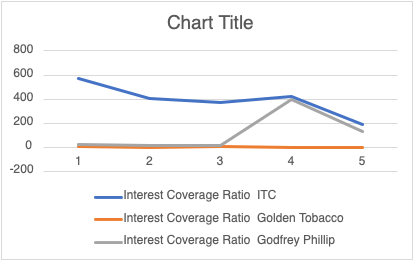 Chart Title
800
600
400
200
0
-200
1 2 3 4 5
Interest Coverage Ratio ITC
Interest Coverage Ratio Golden Tobacco
Interest Coverage Ratio Godfrey Phillip